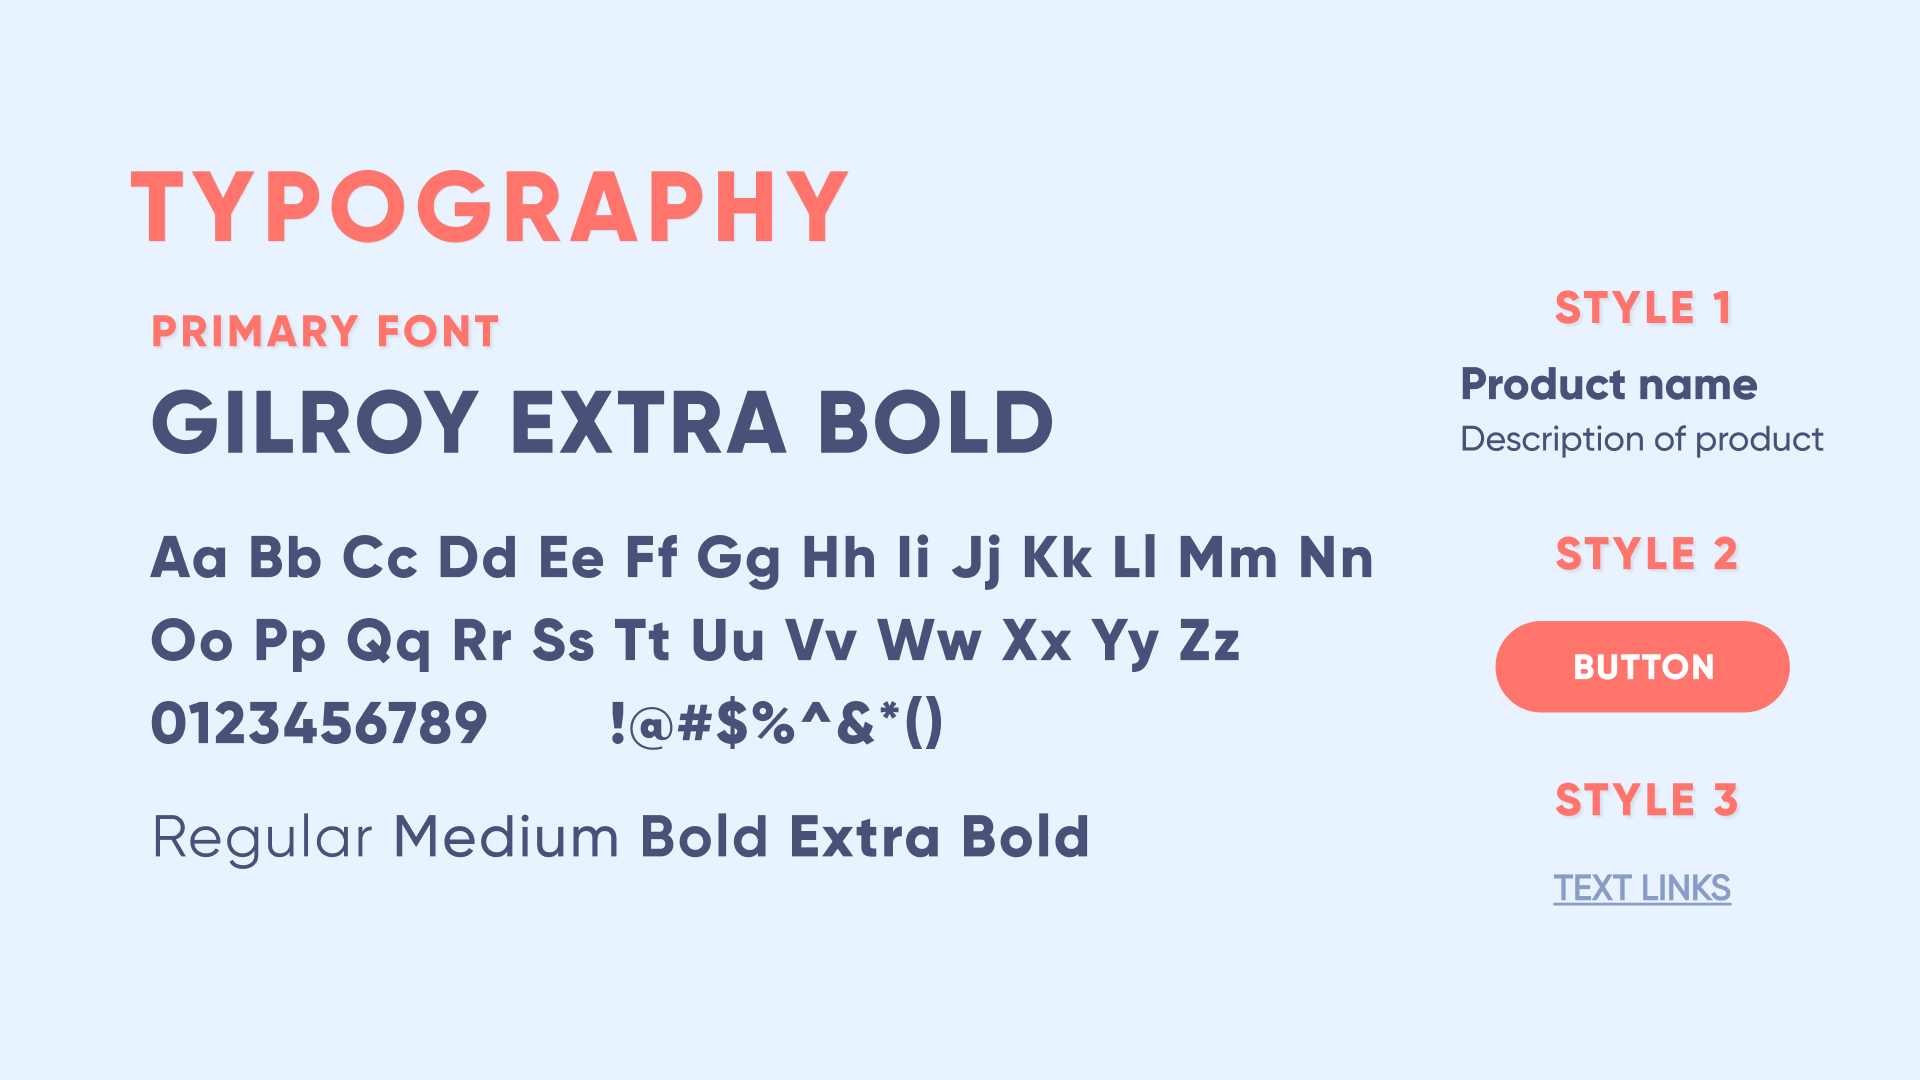 TYPOGRAPHY
PRIMARY FONT
GILROY EXTRA BOLD
Aa Bb Cc Dd Ee Ff Gg Hh Ii Jj Kk Ll Mm Nn
Oo Pp Qq Rr Ss Tt Uu Vv Ww Xx Yy Zz
0123456789 !@#$%^&*()
Regular Medium Bold Extra Bold
STYLE 1
Product name
Description of product
STYLE 2
BUTTON
STYLE 3
TEXT LINKS